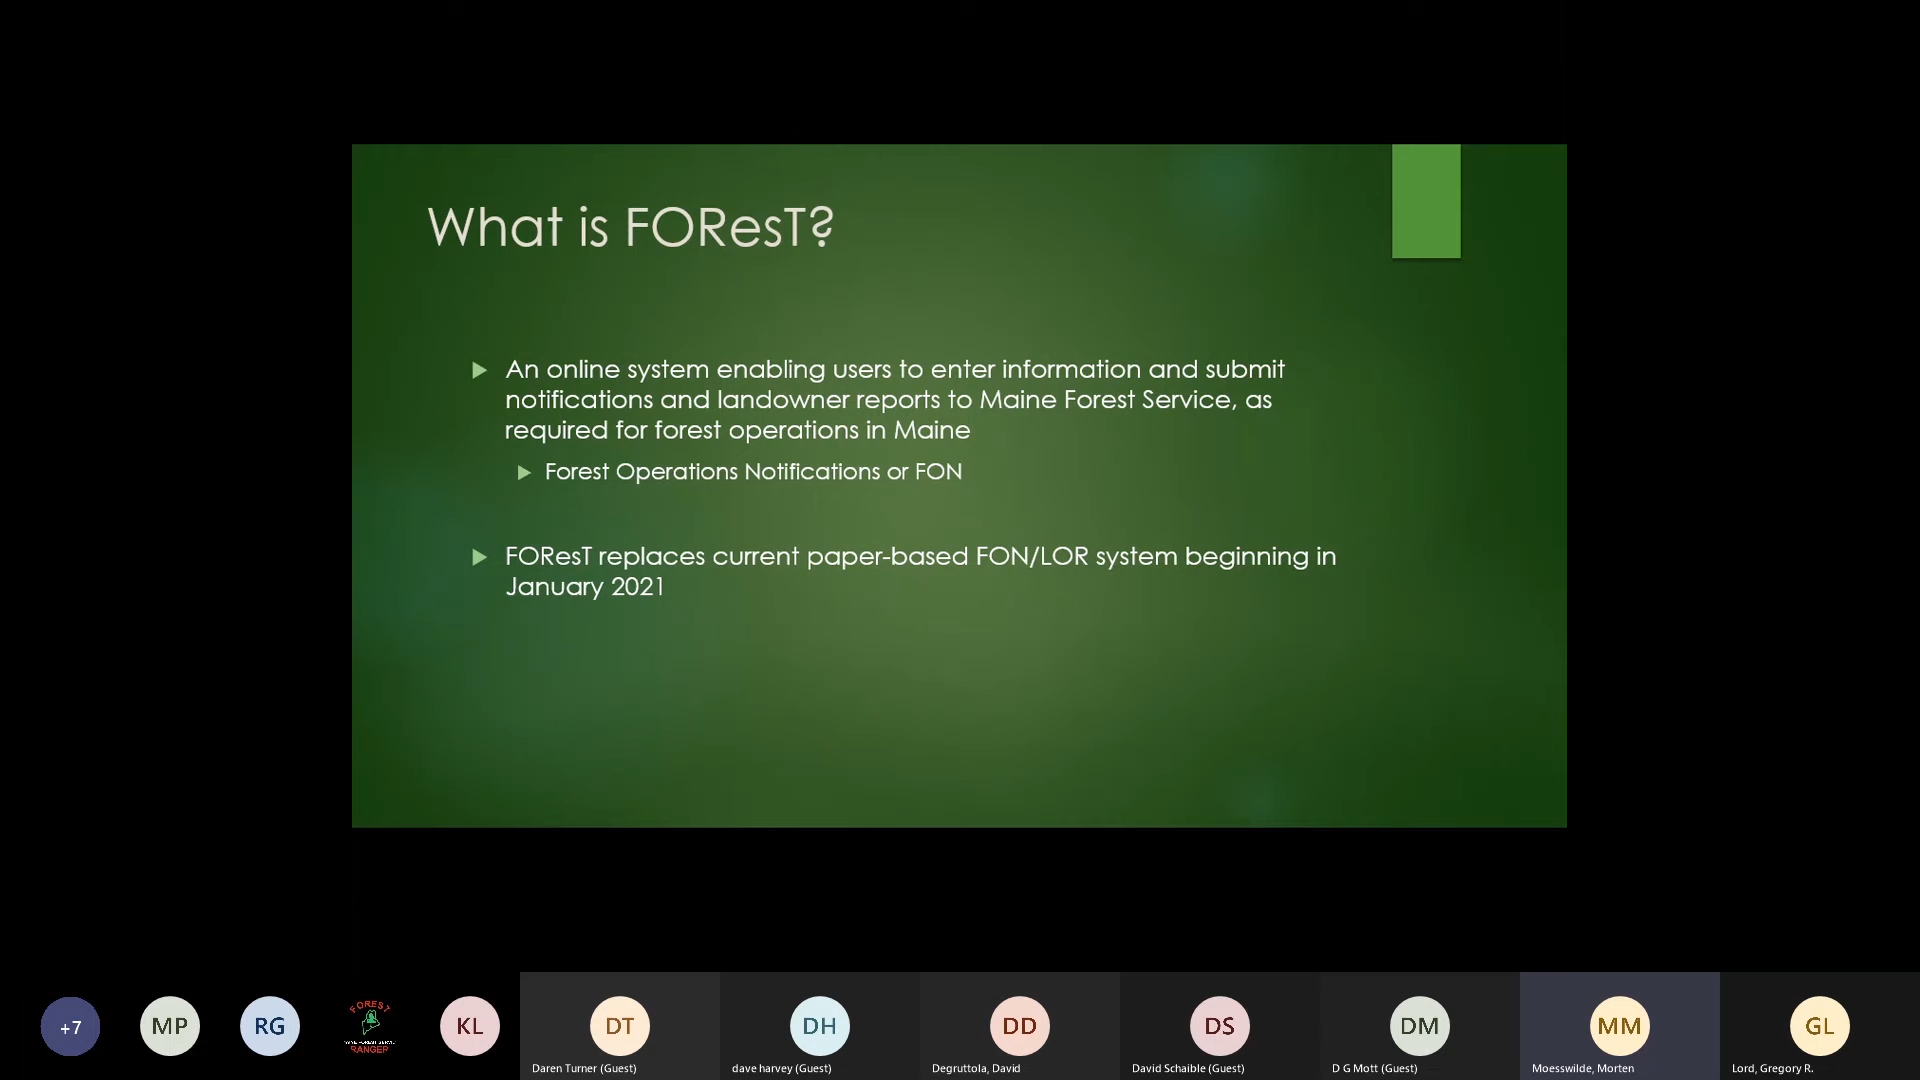 What is FOResT?
An online system enabling users to enter information and submit
notifications and landowner reports to Maine Forest Service, as
required for forest operations in Maine
Forest Operations Notifications or FON
FOResT replaces current paper-based FON/LOR system beginning in
January 2021
+7
MP
RG
FOREST
RANGER
KL
DT
DH
DD
DS
DM
MM
GL
Daren Turner (Guest)
dave harvey (Guest)
Degruttola, David
David Schaible (Guest)
D G Mott (Guest)
Moesswilde, Morten
Lord, Gregory R.